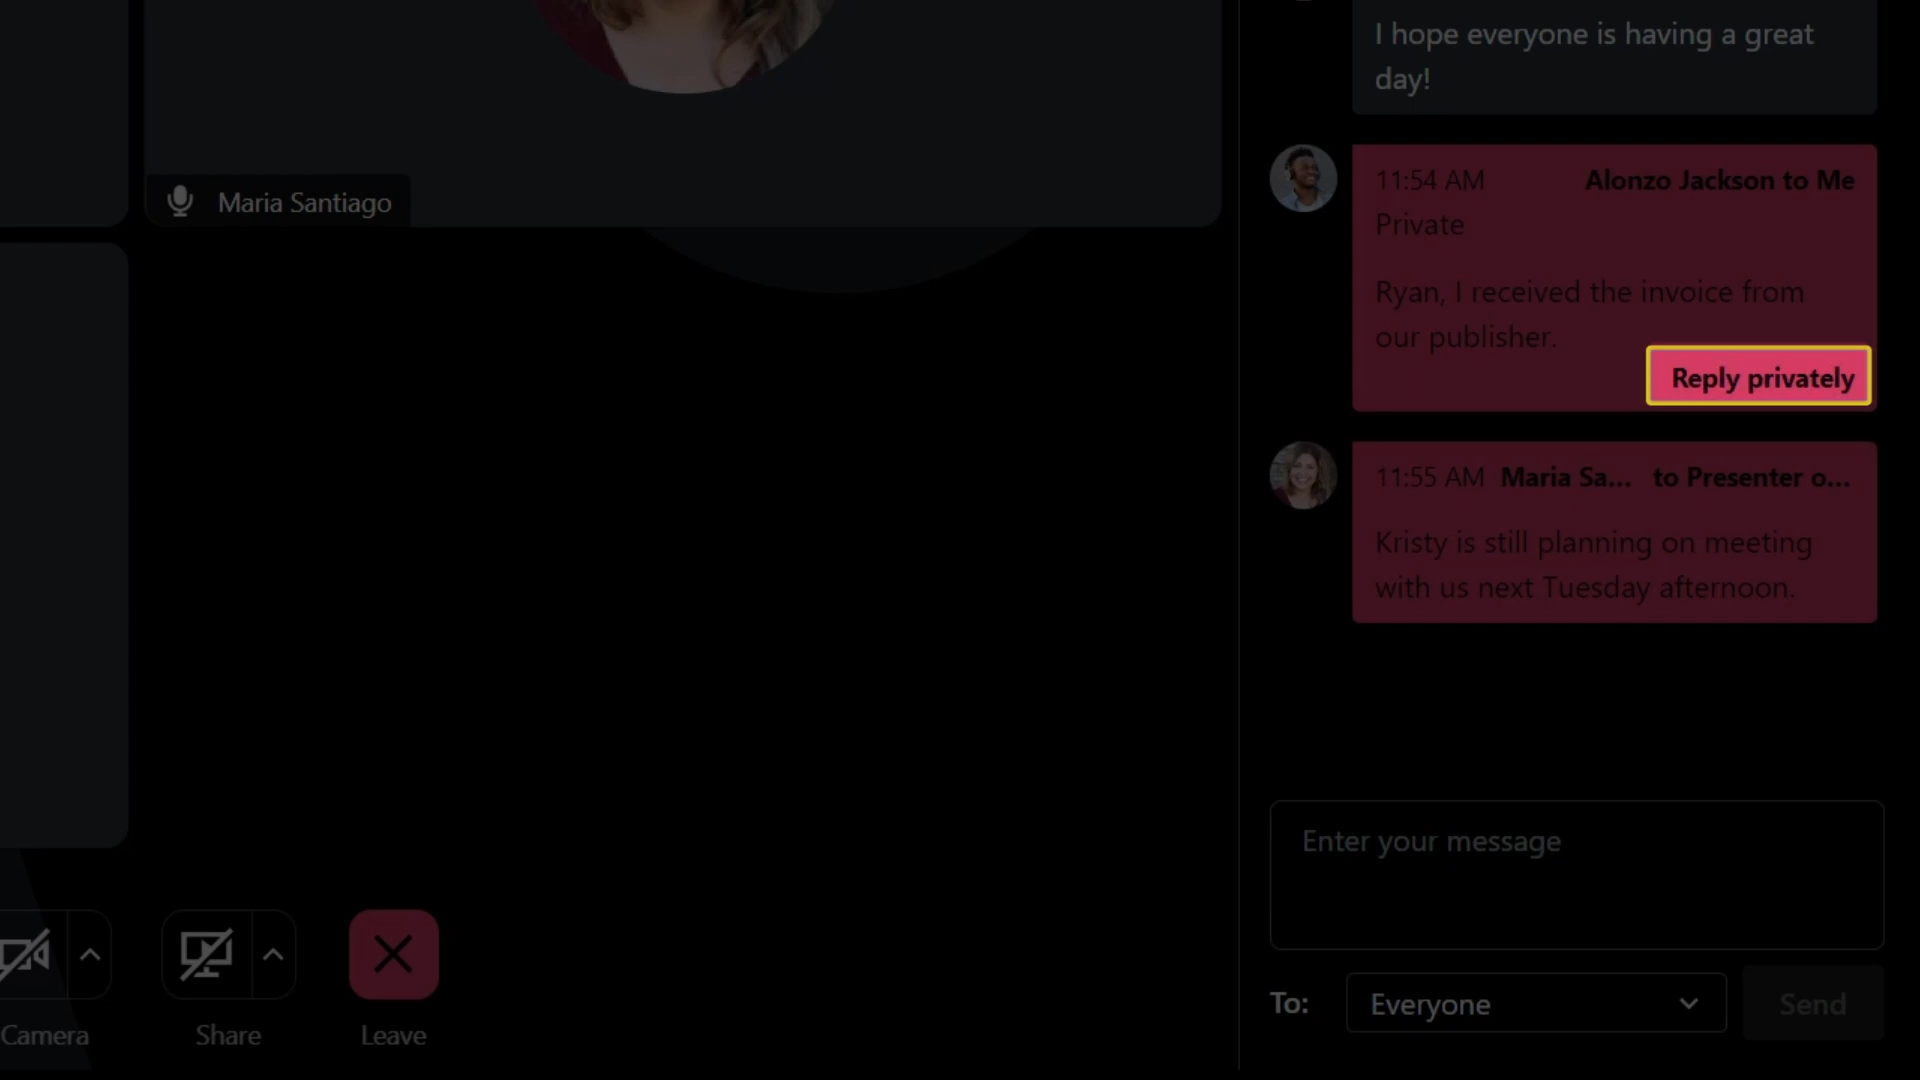 I hope everyone is having a great
day!
Maria Santiago
11:54 AM Alonzo Jackson to Me
Private
Ryan, I received the invoice from
our publisher.
Reply privately
11:55 AM Maria Sa... to Presenter o...
Kristy is still planning on meeting
with us next Tuesday afternoon.
Enter your message
To: Everyone Send
Camera Share Leave